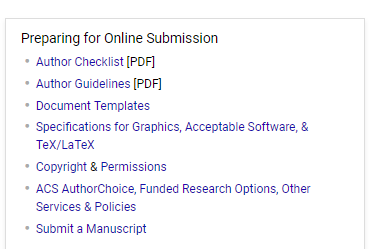 Preparing for Online Submission
Author Checklist [PDF]
Author Guidelines [PDF]
Document Templates
Specifications for Graphics, Acceptable Software, &
TeX/LaTeX
Copyright & Permissions
ACS AuthorChoice, Funded Research Options, Other
Services & Policies
Submit a Manuscript